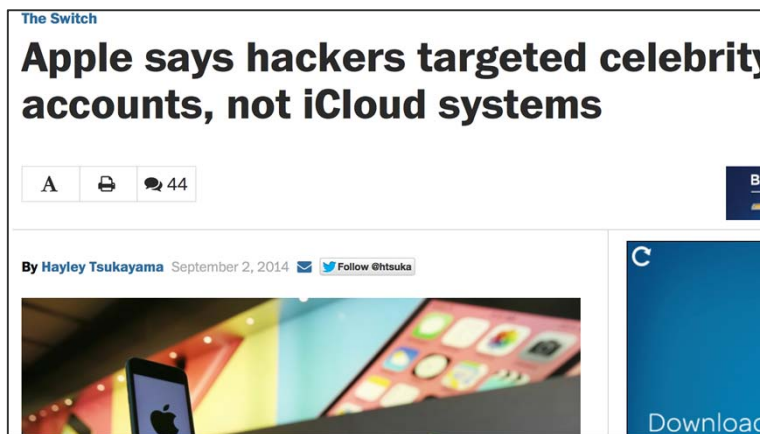 The Switch
Apple says hackers targeted celebrity
accounts, not iCloud systems
A 44
By Hayley Tsukayama September 2, 2014 Follow @htsuka
B
Download